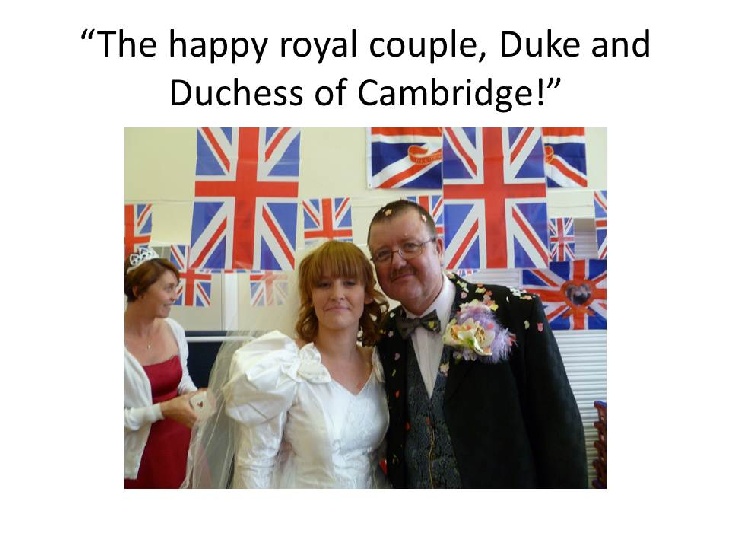 “The happy royal couple, Duke and
Duchess of Cambridge!”